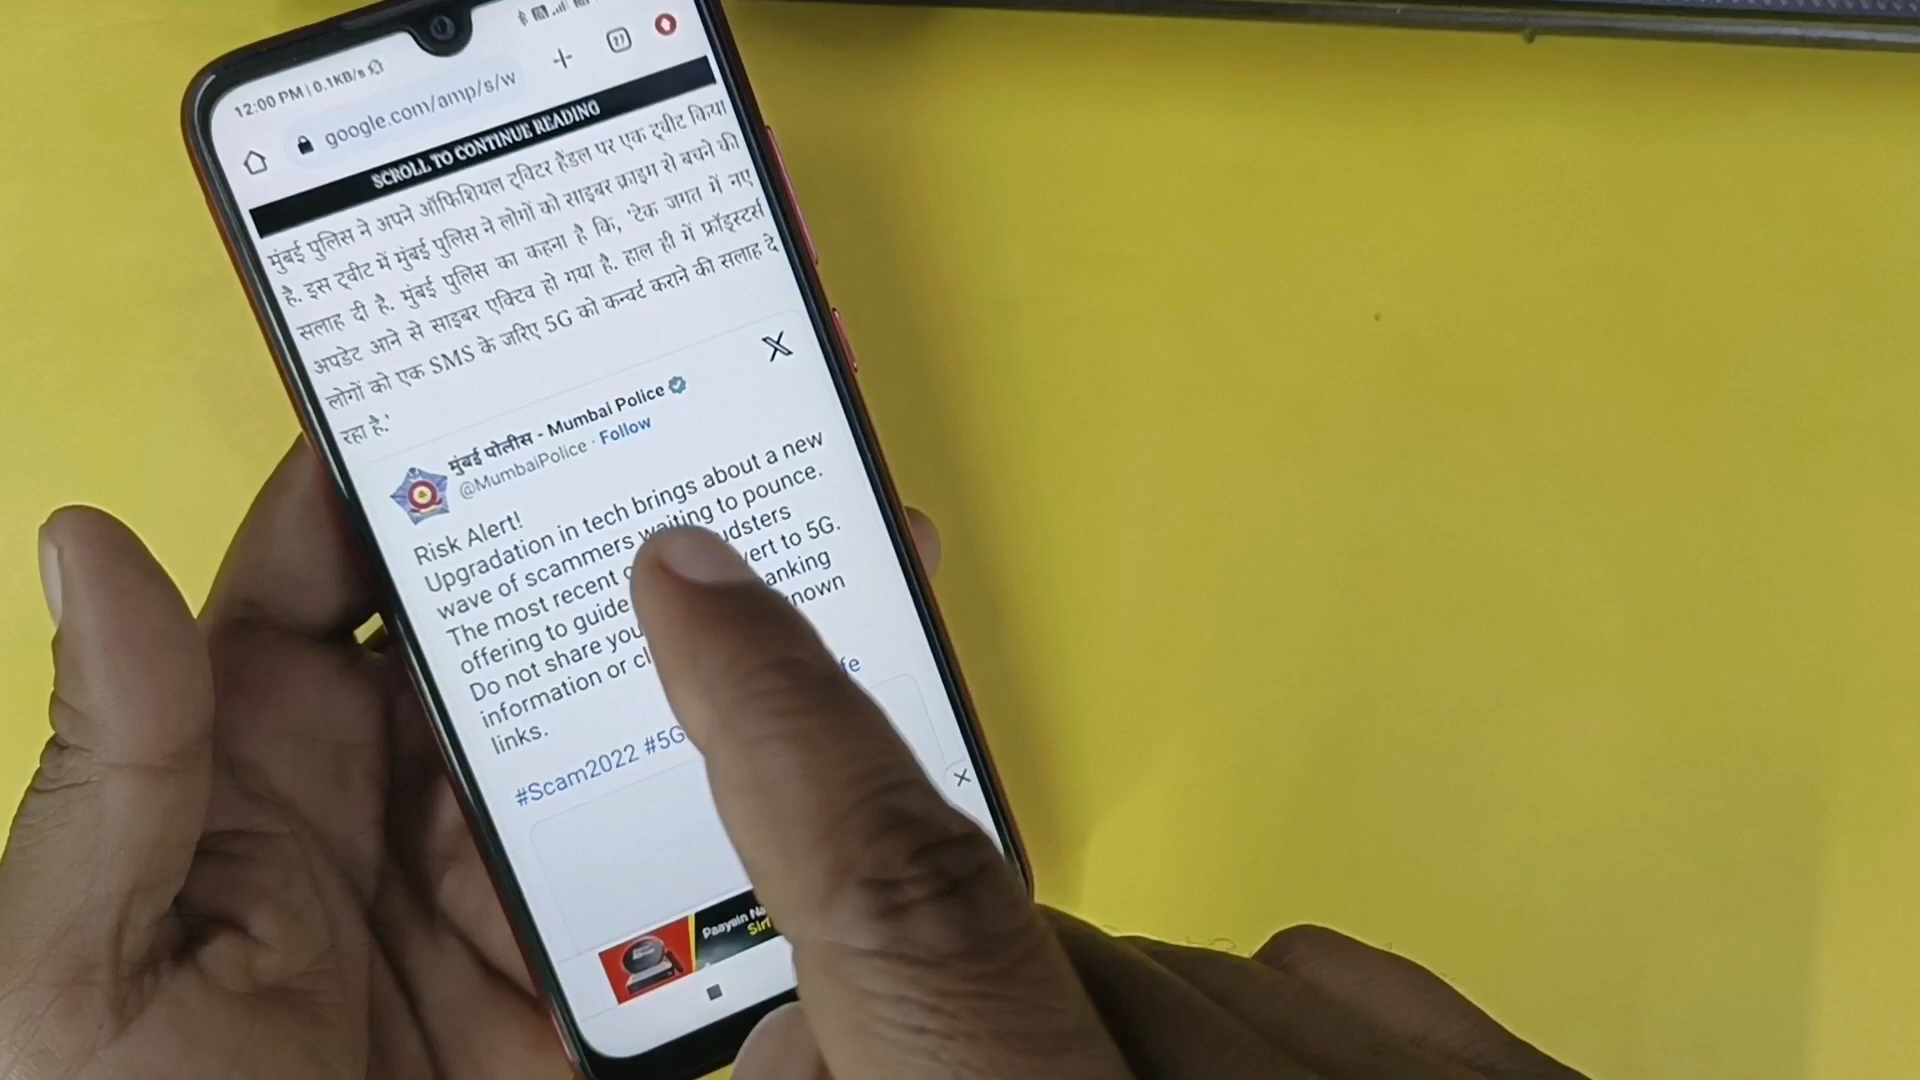 12:00 PM | 0.1KB/s
google.com/amp/s/w
SCROLL TO CONTINUE READING
मुंबई पुलिस ने अपने ऑफिशियल ट्विटर हैंडल पर एक ट्वीट किया
है. इस ट्वीट में मुंबई पुलिस ने लोगों को साइबर क्राइम से बचने की
सलाह दी है. मुंबई पुलिस का कहना है कि, 'टेक जगत में नए
अपडेट आने से साइबर एक्टिव हो गया है. हाल ही में फ्रॉड्स्टर्स
लोगों को एक SMS के जरिए 5G को कन्वर्ट कराने की सलाह दे
रहा है.'
मुंबई पोलीस - Mumbai Police
@MumbaiPolice · Follow
Risk Alert!
Upgradation in tech brings about a new
wave of scammers waiting to pounce.
The most recent udsters
offering to guide vert to 5G.
Do not share you anking
information or cl nown
links.
#Scam2022 #5G fe
Paayein